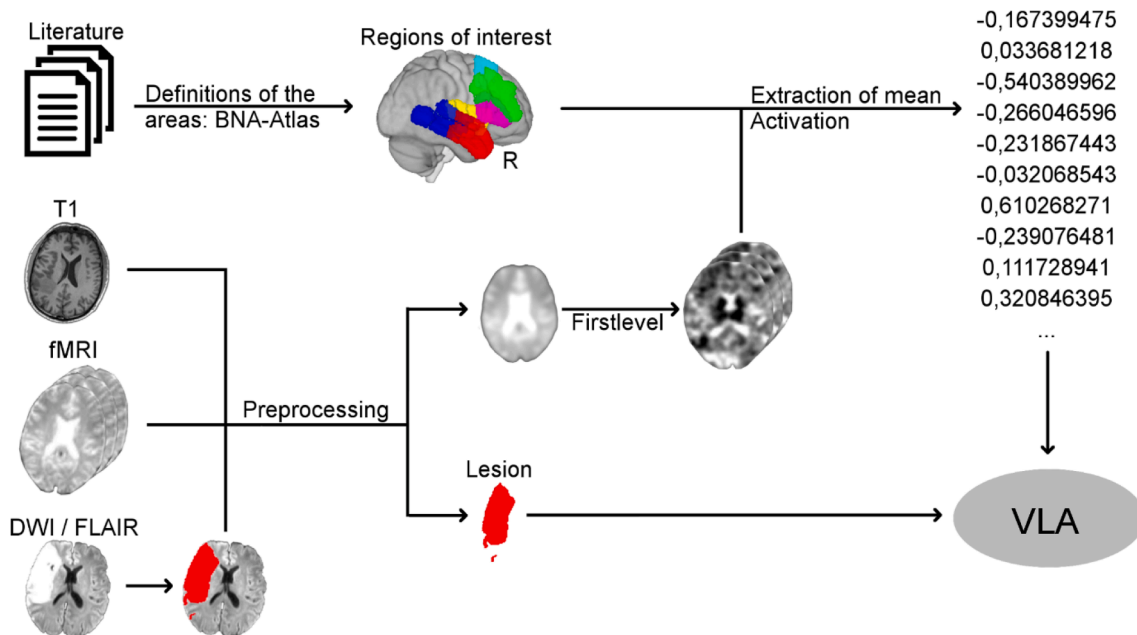 Literature
Definitions of the
areas: BNA-Atlas
Regions of interest
R
Extraction of mean
Activation
-0,167399475
0,033681218
-0,540389962
-0,266046596
-0,231867443
-0,032068543
0,610268271
-0,239076481
0,111728941
0,320846395
...
T1
fMRI
DWI / FLAIR
Preprocessing
Firstlevel
Lesion
VLA